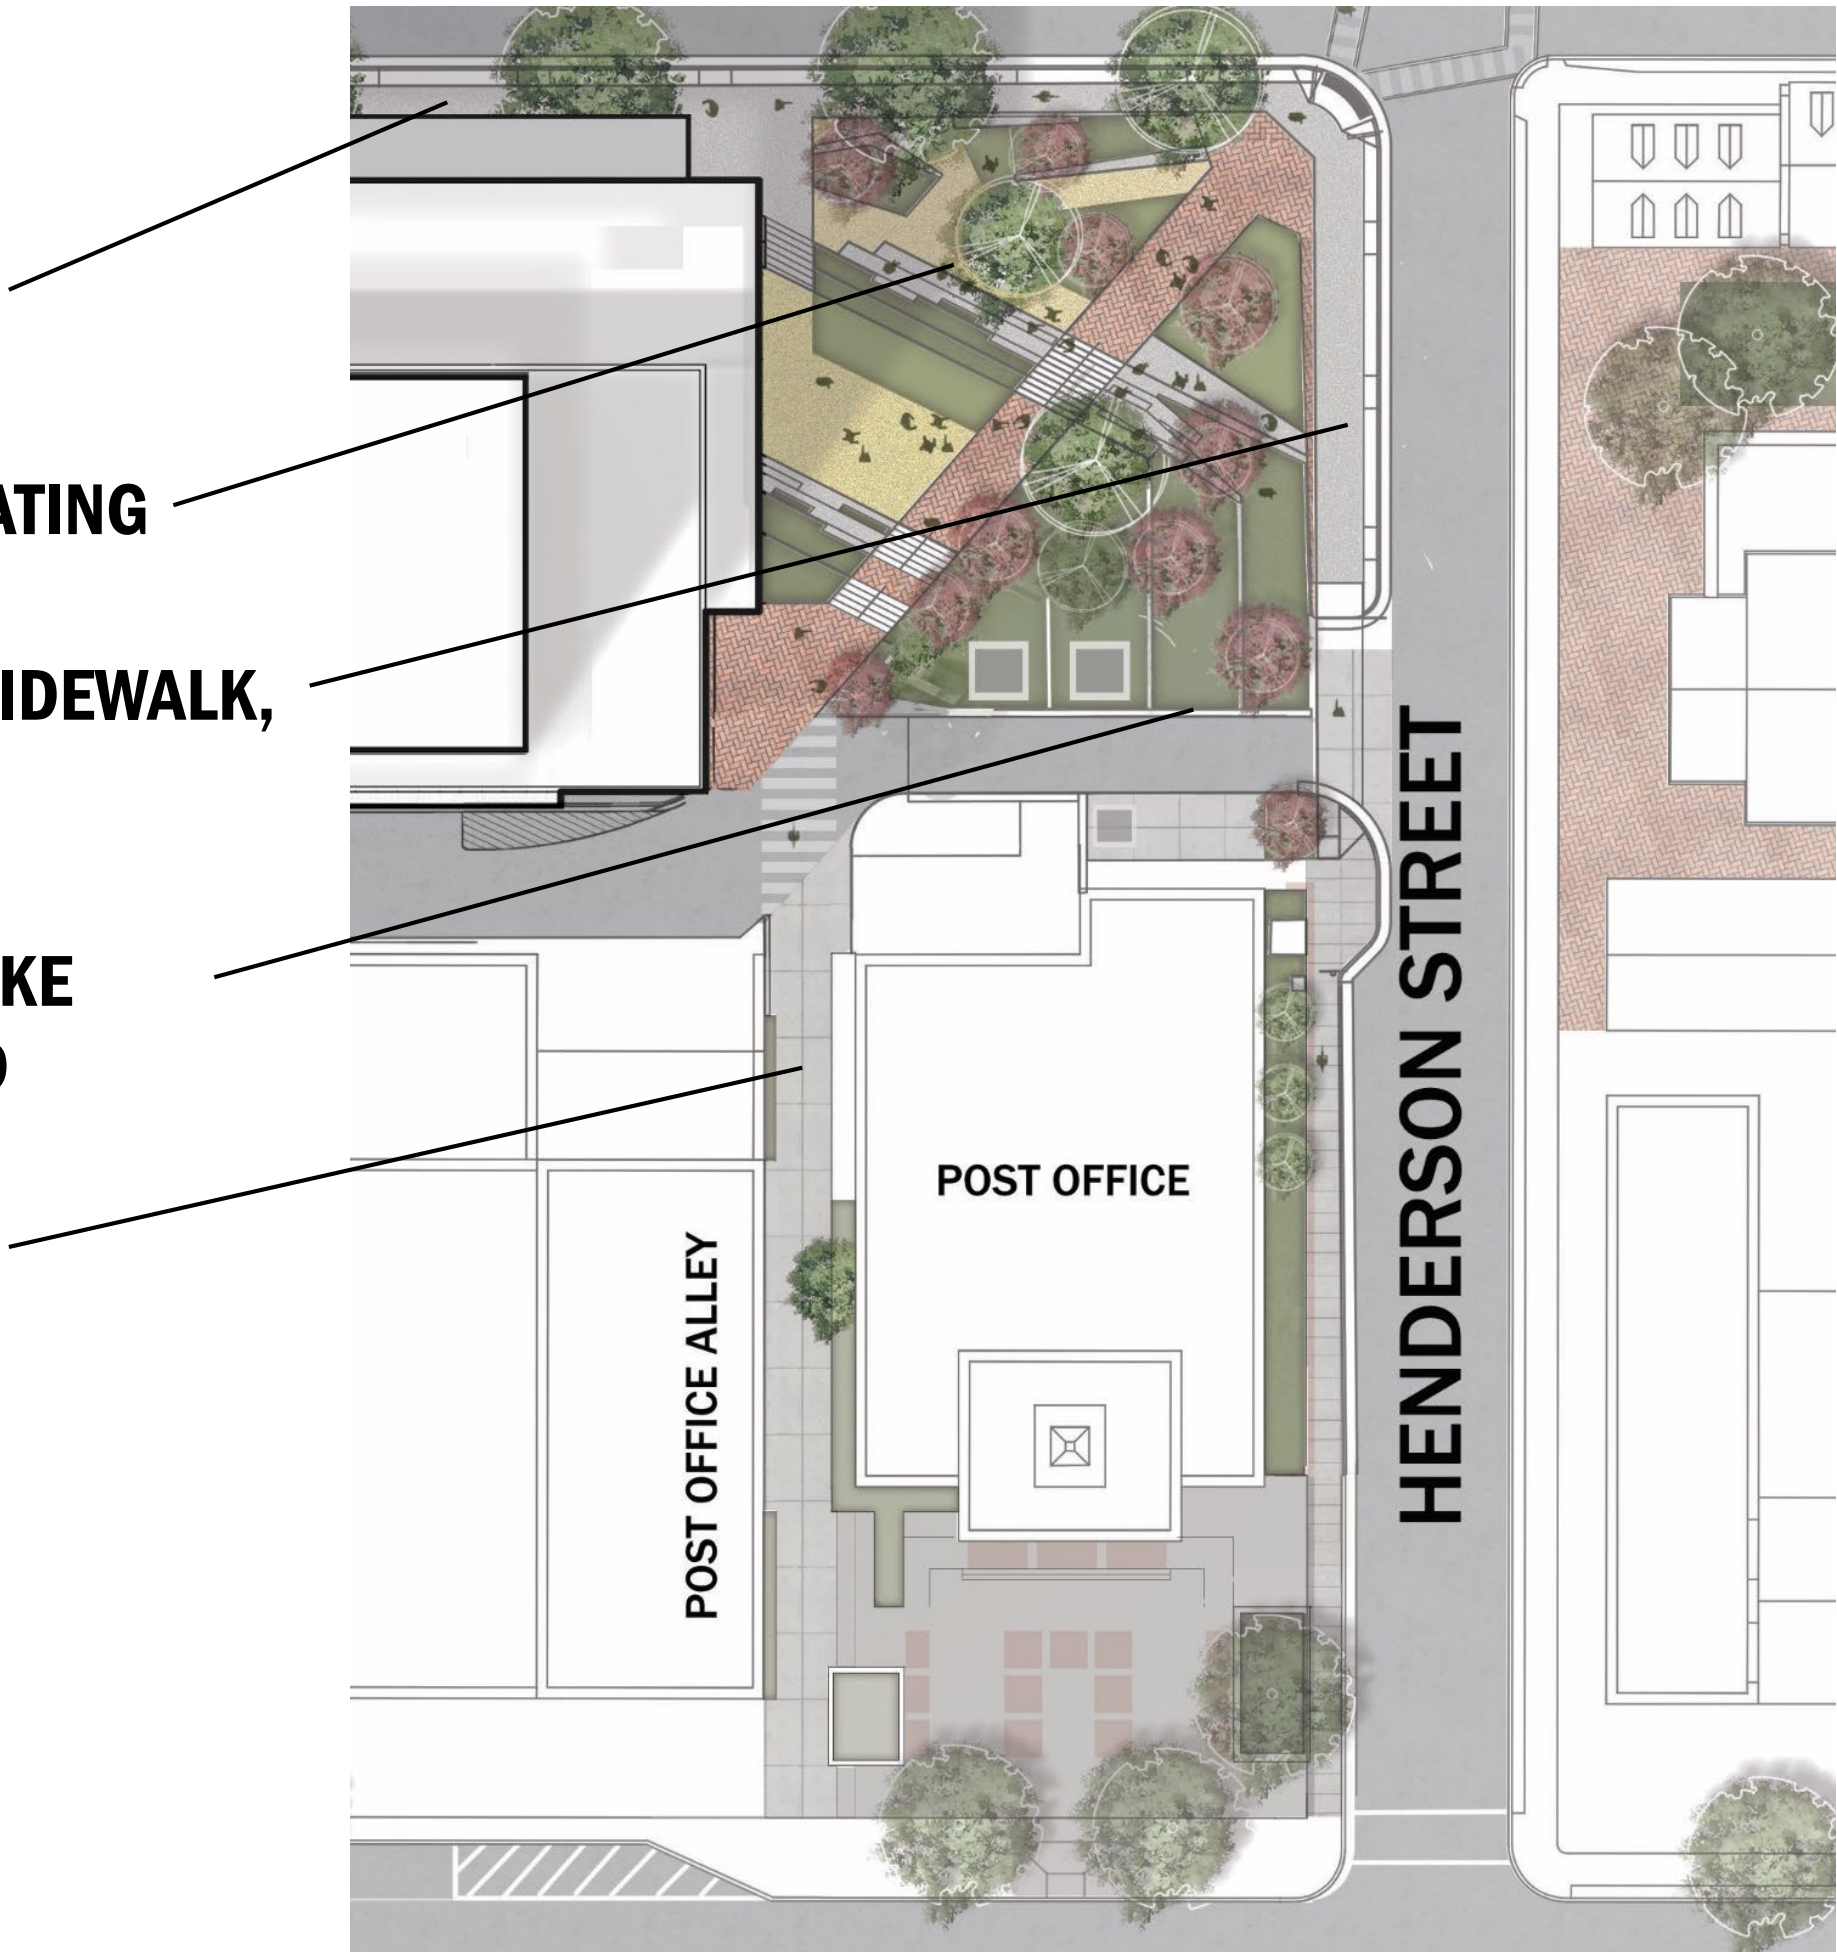 ATING
IDEWALK,
KE
POST OFFICE
POST OFFICE ALLEY
HENDERSON STREET